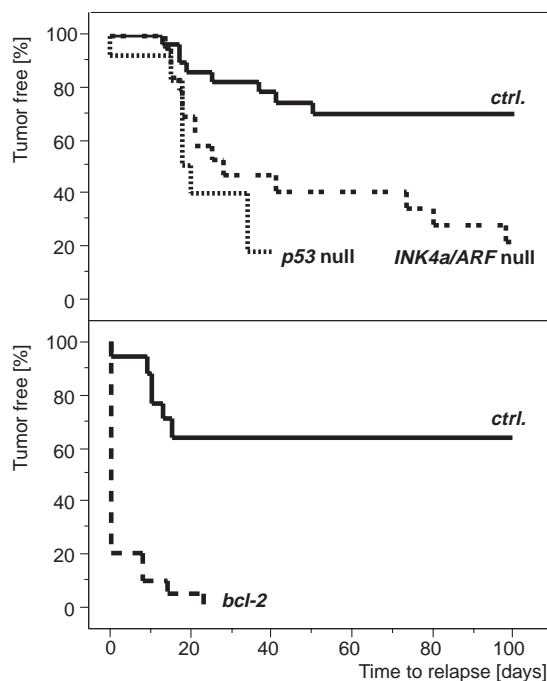 Tumor free [%]
100
80
60
40
20
0
ctrl.
p53 null
INK4a/ARF null
Tumor free [%]
100
80
60
40
20
0
ctrl.
bcl-2
0 20 40 60 80 100
Time to relapse [days]